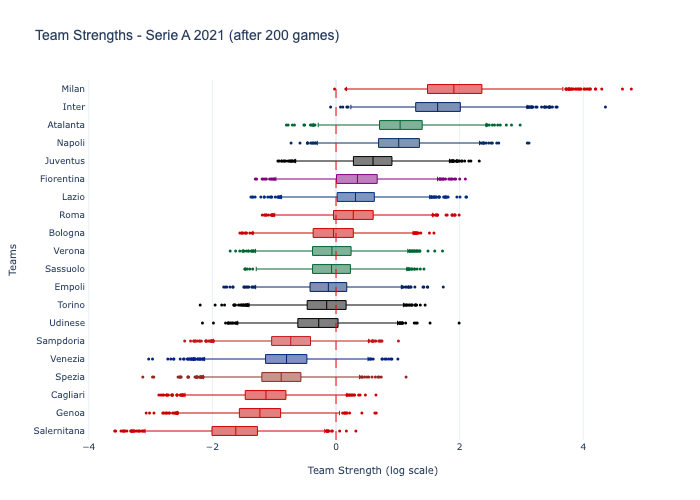 Team Strengths - Serie A 2021 (after 200 games)
Milan
Inter
Atalanta
Napoli
Juventus
Fiorentina
Lazio
Roma
Bologna
Verona
Sassuolo
Empoli
Torino
Udinese
Sampdoria
Venezia
Spezia
Cagliari
Genoa
Salernitana
Teams
−4 −2 0 2 4
Team Strength (log scale)